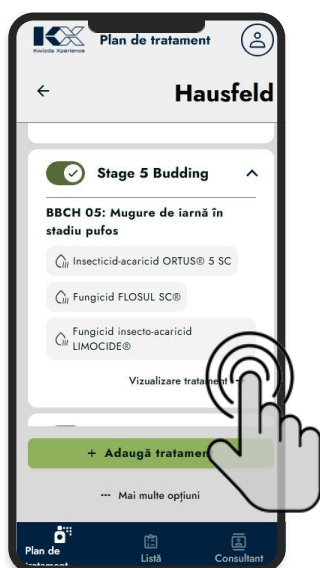 KX
Kwizda Xperience
Plan de tratament
Hausfeld
Stage 5 Budding
BBCH 05: Mugure de iarnă în
stadiu pufos
Insecticid-acaricid ORTUS® 5 SC
Fungicid FLOSUL SC®
Fungicid insecto-acaricid
LIMOCIDE®
Vizualizare tratament
+ Adaugă tratament
··· Mai multe opțiuni
Plan de
tratament
Listă
Consultant